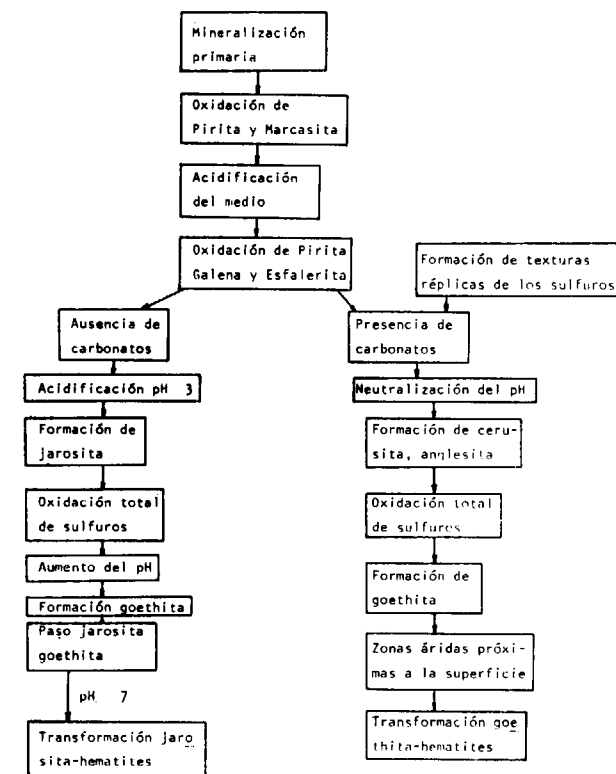 Mineralización
primaria
Oxidación de
Pirita y Marcasita
Acidificación
del medio
Oxidación de Pirita
Galena y Esfalerita
Formación de texturas
réplicas de los sulfuros
Ausencia de
carbonatos
Acidificación pH 3
Formación de
jarosita
Oxidación total
de sulfuros
Aumento del pH
Formación goethita
Paso jarosita
goethita
pH 7
Transformación jaro
sita-hematites
Presencia de
carbonatos
Neutralización del pH
Formación de ceru-
sita, anglesita
Oxidación total
de sulfuros
Formación de
goethita
Zonas áridas próxi-
mas a la superficie
Transformación goe
thita-hematites